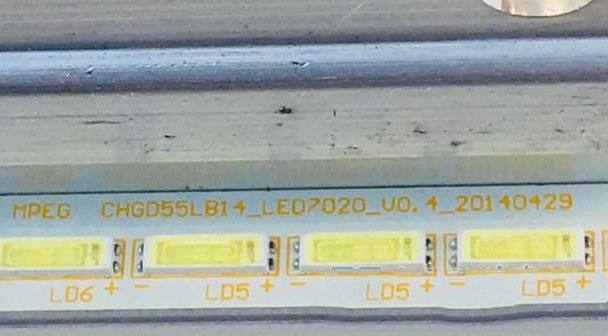 MPEG CHGD55LB14_LED7020_V0.4_20140429
LD6 + - LD5 + - LD5 + - LD5 +